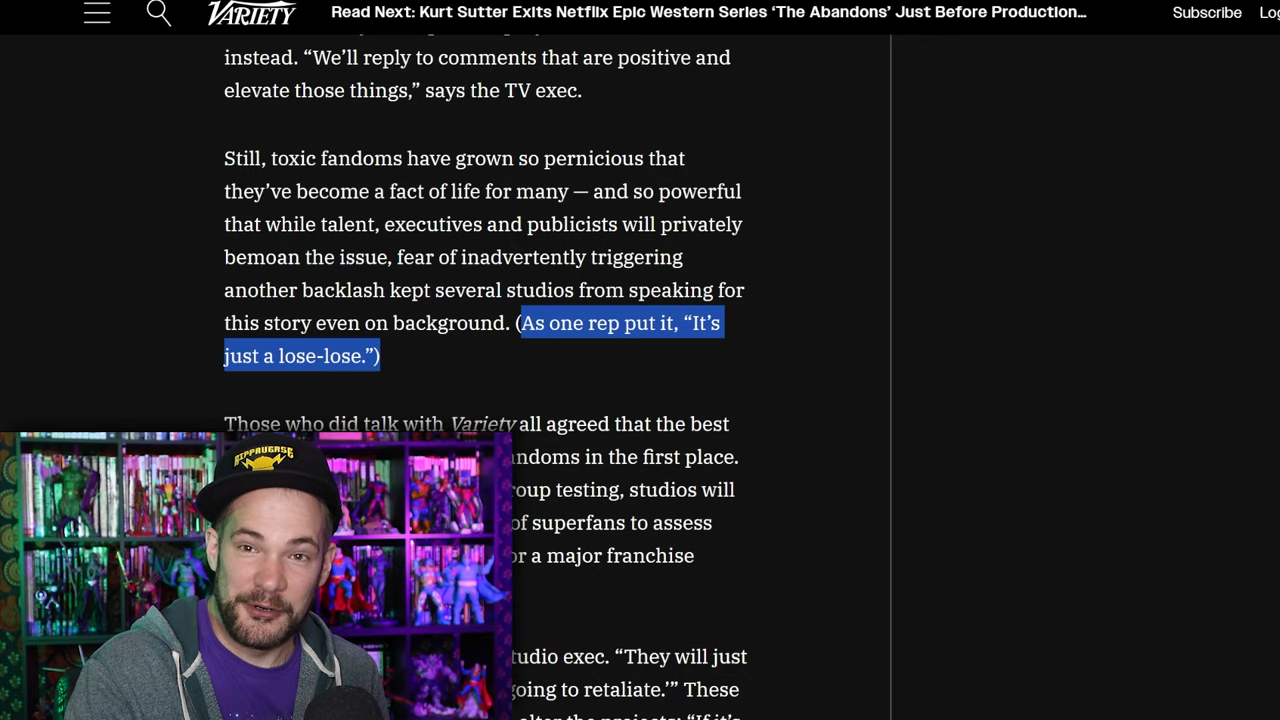 VARIETY
Read Next: Kurt Sutter Exits Netflix Epic Western Series ‘The Abandons’ Just Before Production...
Subscribe
Log
instead. “We’ll reply to comments that are positive and
elevate those things,” says the TV exec.
Still, toxic fandoms have grown so pernicious that
they’ve become a fact of life for many — and so powerful
that while talent, executives and publicists will privately
bemoan the issue, fear of inadvertently triggering
another backlash kept several studios from speaking for
this story even on background. (As one rep put it, “It’s
just a lose-lose.”)
Those who did talk with Variety all agreed that the best
andoms in the first place.
roup testing, studios will
of superfans to assess
or a major franchise
tudio exec. “They will just
going to retaliate.’” These
alter the projects: “If it’s
RIPPAVERSE